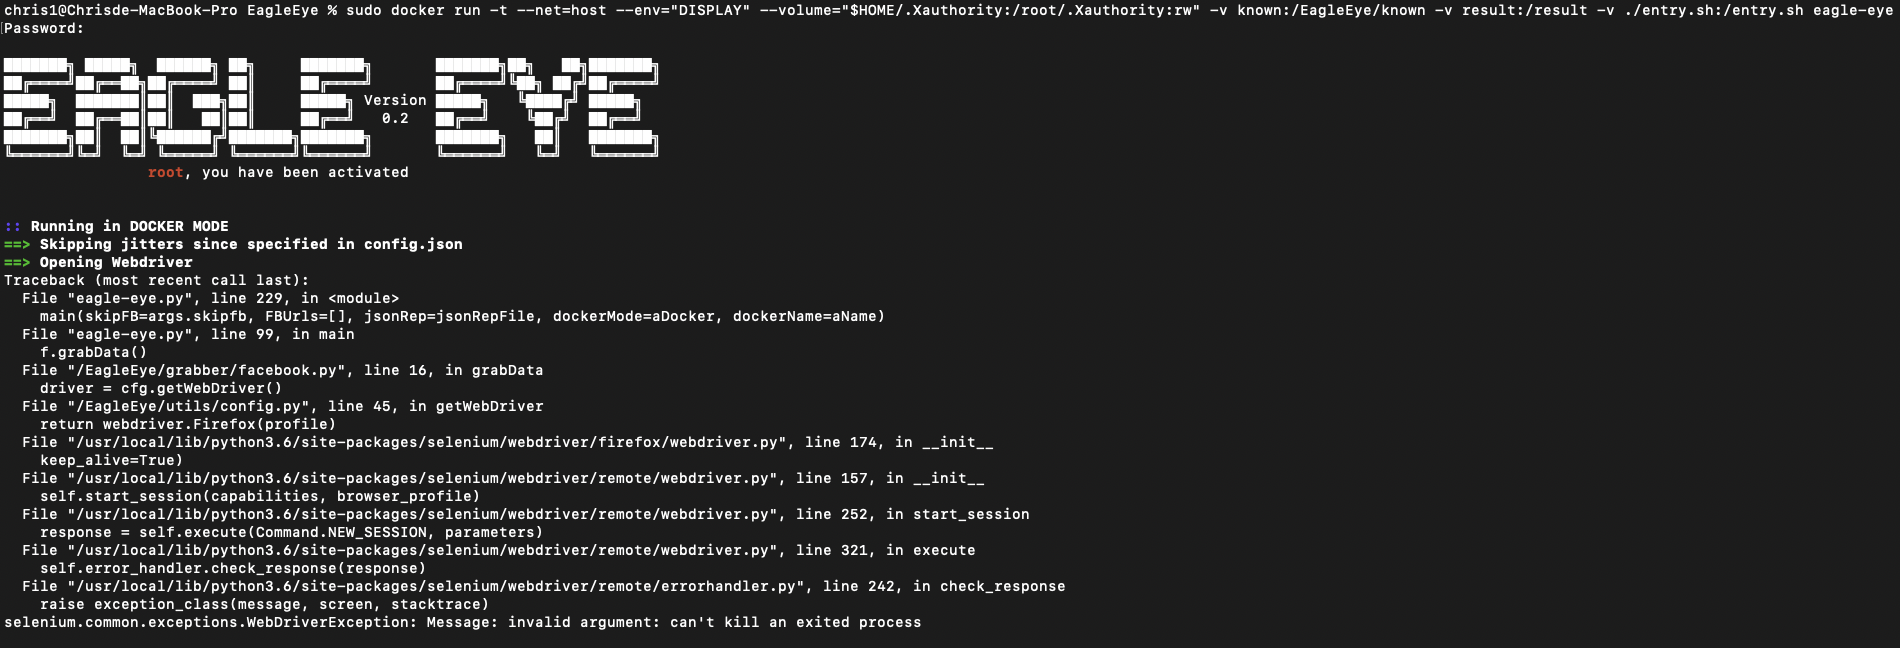 chris1@Chrisde-MacBook-Pro EagleEye % sudo docker run -t --net=host --env="DISPLAY" --volume="$HOME/.Xauthority:/root/.Xauthority:rw" -v known:/EagleEye/known -v result:/result -v ./entry.sh:/entry.sh eagle-eye
Password:
EAGLE EYE
Version
0.2
root, you have been activated
:: Running in DOCKER MODE
==> Skipping jitters since specified in config.json
==> Opening Webdriver
Traceback (most recent call last):
  File "eagle-eye.py", line 229, in <module>
    main(skipFB=args.skipfb, FBUrls=[], jsonRep=jsonRepFile, dockerMode=aDocker, dockerName=aName)
  File "eagle-eye.py", line 99, in main
    f.grabData()
  File "/EagleEye/grabber/facebook.py", line 16, in grabData
    driver = cfg.getWebDriver()
  File "/EagleEye/utils/config.py", line 45, in getWebDriver
    return webdriver.Firefox(profile)
  File "/usr/local/lib/python3.6/site-packages/selenium/webdriver/firefox/webdriver.py", line 174, in __init__
    keep_alive=True)
  File "/usr/local/lib/python3.6/site-packages/selenium/webdriver/remote/webdriver.py", line 157, in __init__
    self.start_session(capabilities, browser_profile)
  File "/usr/local/lib/python3.6/site-packages/selenium/webdriver/remote/webdriver.py", line 252, in start_session
    response = self.execute(Command.NEW_SESSION, parameters)
  File "/usr/local/lib/python3.6/site-packages/selenium/webdriver/remote/webdriver.py", line 321, in execute
    self.error_handler.check_response(response)
  File "/usr/local/lib/python3.6/site-packages/selenium/webdriver/remote/errorhandler.py", line 242, in check_response
    raise exception_class(message, screen, stacktrace)
selenium.common.exceptions.WebDriverException: Message: invalid argument: can't kill an exited process